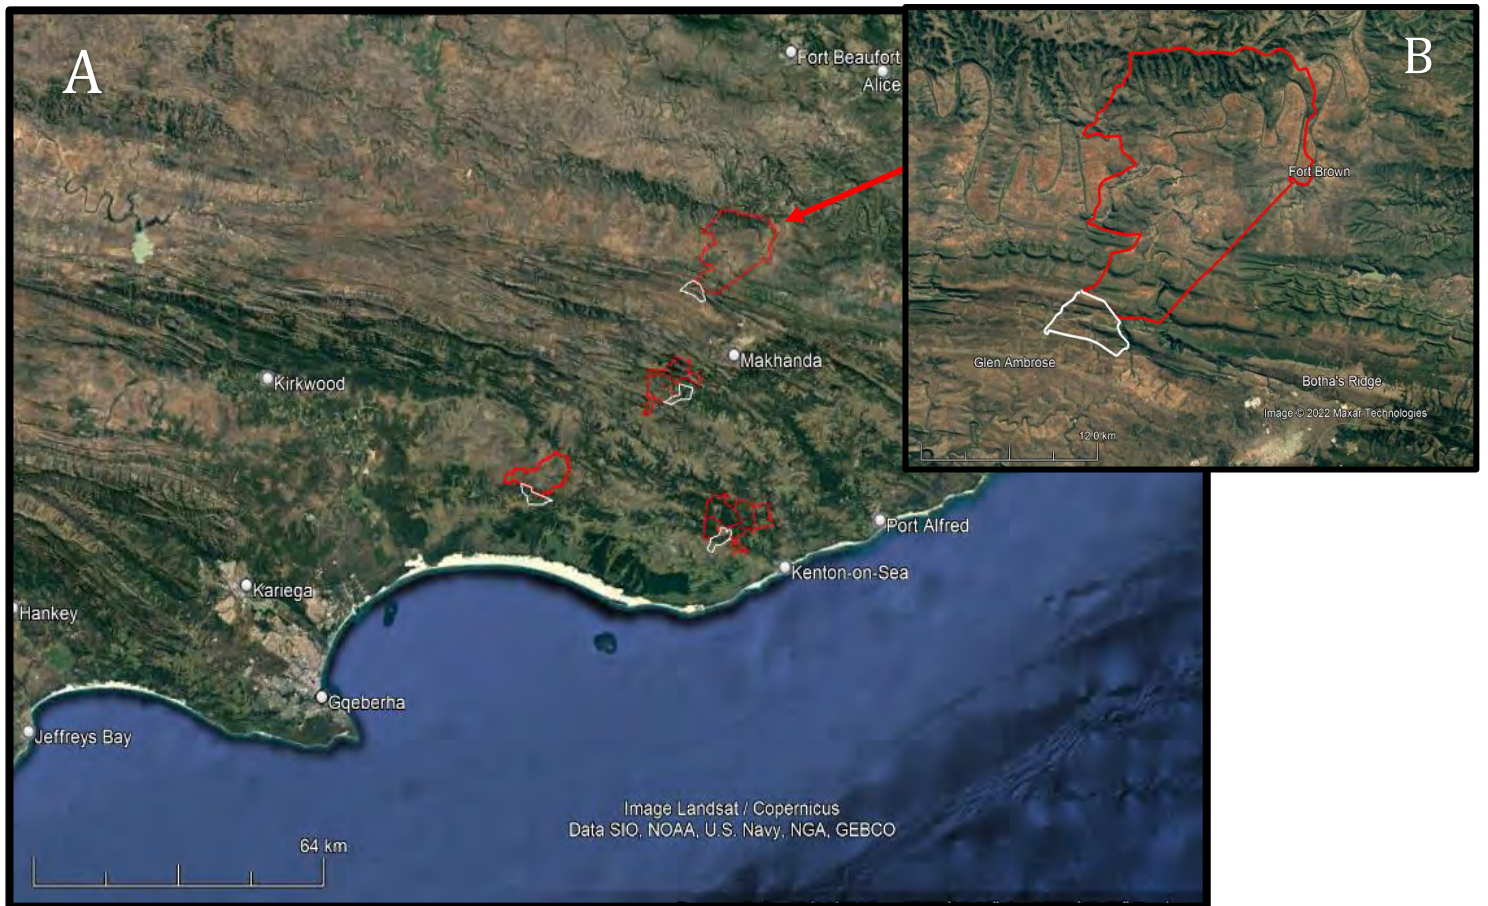 A
Fort Beaufort
Alice
Makhanda
Kirkwood
Port Alfred
Kenton-on-Sea
Kariega
Hankey
Gqeberha
Jeffreys Bay
Image Landsat / Copernicus
Data SIO, NOAA, U.S. Navy, NGA, GEBCO
64 km
B
Fort Brown
Glen Ambrose
Botha's Ridge
Image © 2022 Maxar Technologies
12.0 km